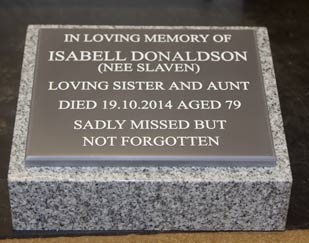 IN LOVING MEMORY OF
ISABELL DONALDSON
(NEE SLAVEN)
LOVING SISTER AND AUNT
DIED 19.10.2014 AGED 79
SADLY MISSED BUT
NOT FORGOTTEN